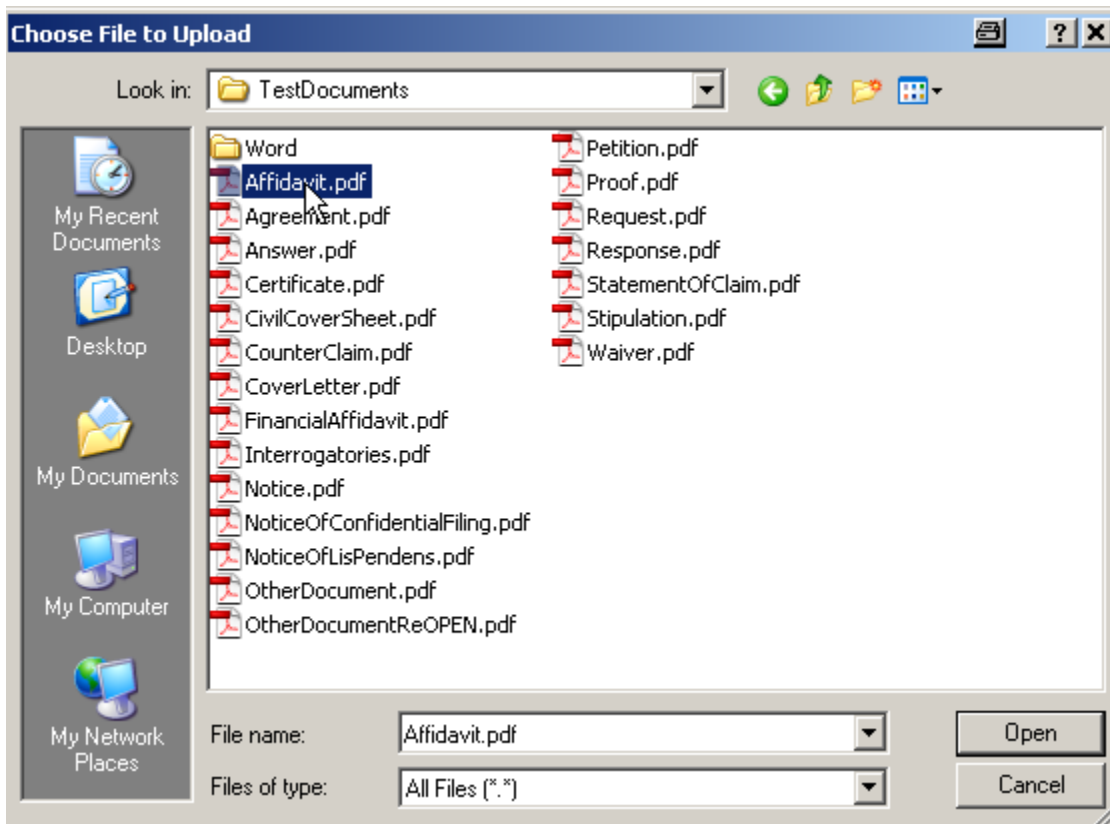 Choose File to Upload
Look in:
TestDocuments
My Recent
Documents
Desktop
My Documents
My Computer
My Network
Places
Word
Affidavit.pdf
Agreement.pdf
Answer.pdf
Certificate.pdf
CivilCoverSheet.pdf
CounterClaim.pdf
CoverLetter.pdf
FinancialAffidavit.pdf
Interrogatories.pdf
Notice.pdf
NoticeOfConfidentialFiling.pdf
NoticeOfLisPendens.pdf
OtherDocument.pdf
OtherDocumentReOPEN.pdf
Petition.pdf
Proof.pdf
Request.pdf
Response.pdf
StatementOfClaim.pdf
Stipulation.pdf
Waiver.pdf
File name:
Affidavit.pdf
Open
Files of type:
All Files (*.*)
Cancel